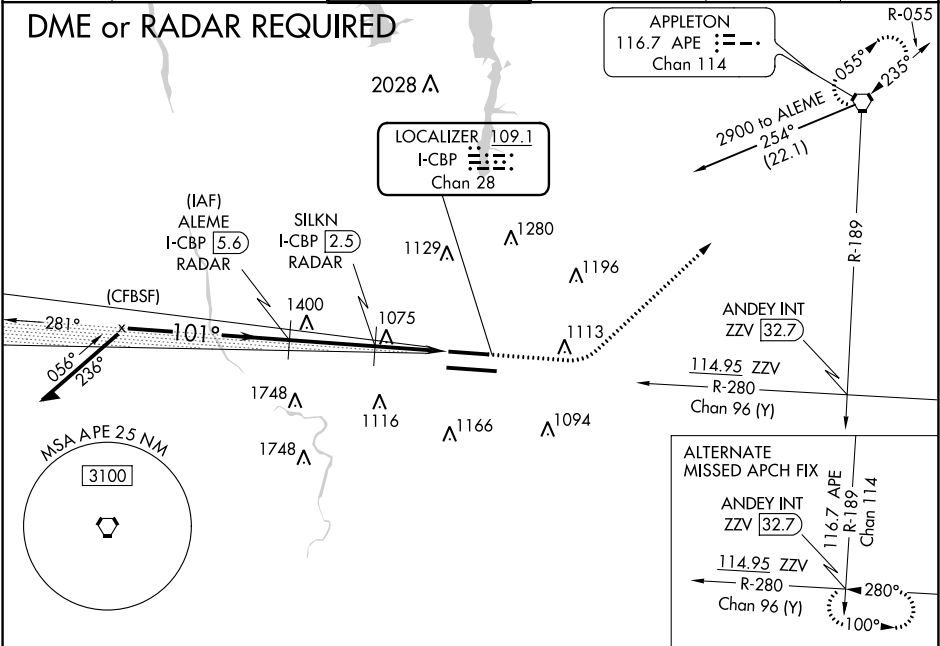 DME or RADAR REQUIRED
R-055
APPLETON
116.7 APE
Chan 114
055°
235°
2028
2900 to ALEME
254°
(22.1)
LOCALIZER 109.1
I-CBP
Chan 28
R-189
(IAF)
ALEME
I-CBP 5.6
RADAR
SILKN
I-CBP 2.5
RADAR
1129
1280
1196
(CFBSF)
1400
1075
1113
281°
101°
056°
236°
ANDEY INT
ZZV 32.7
114.95 ZZV
R-280
Chan 96 (Y)
1748
1116
1166
1094
1748
MSA APE 25 NM
3100
ALTERNATE
MISSED APCH FIX
116.7 APE
R-189
Chan 114
ANDEY INT
ZZV 32.7
114.95 ZZV
R-280
Chan 96 (Y)
280°
100°